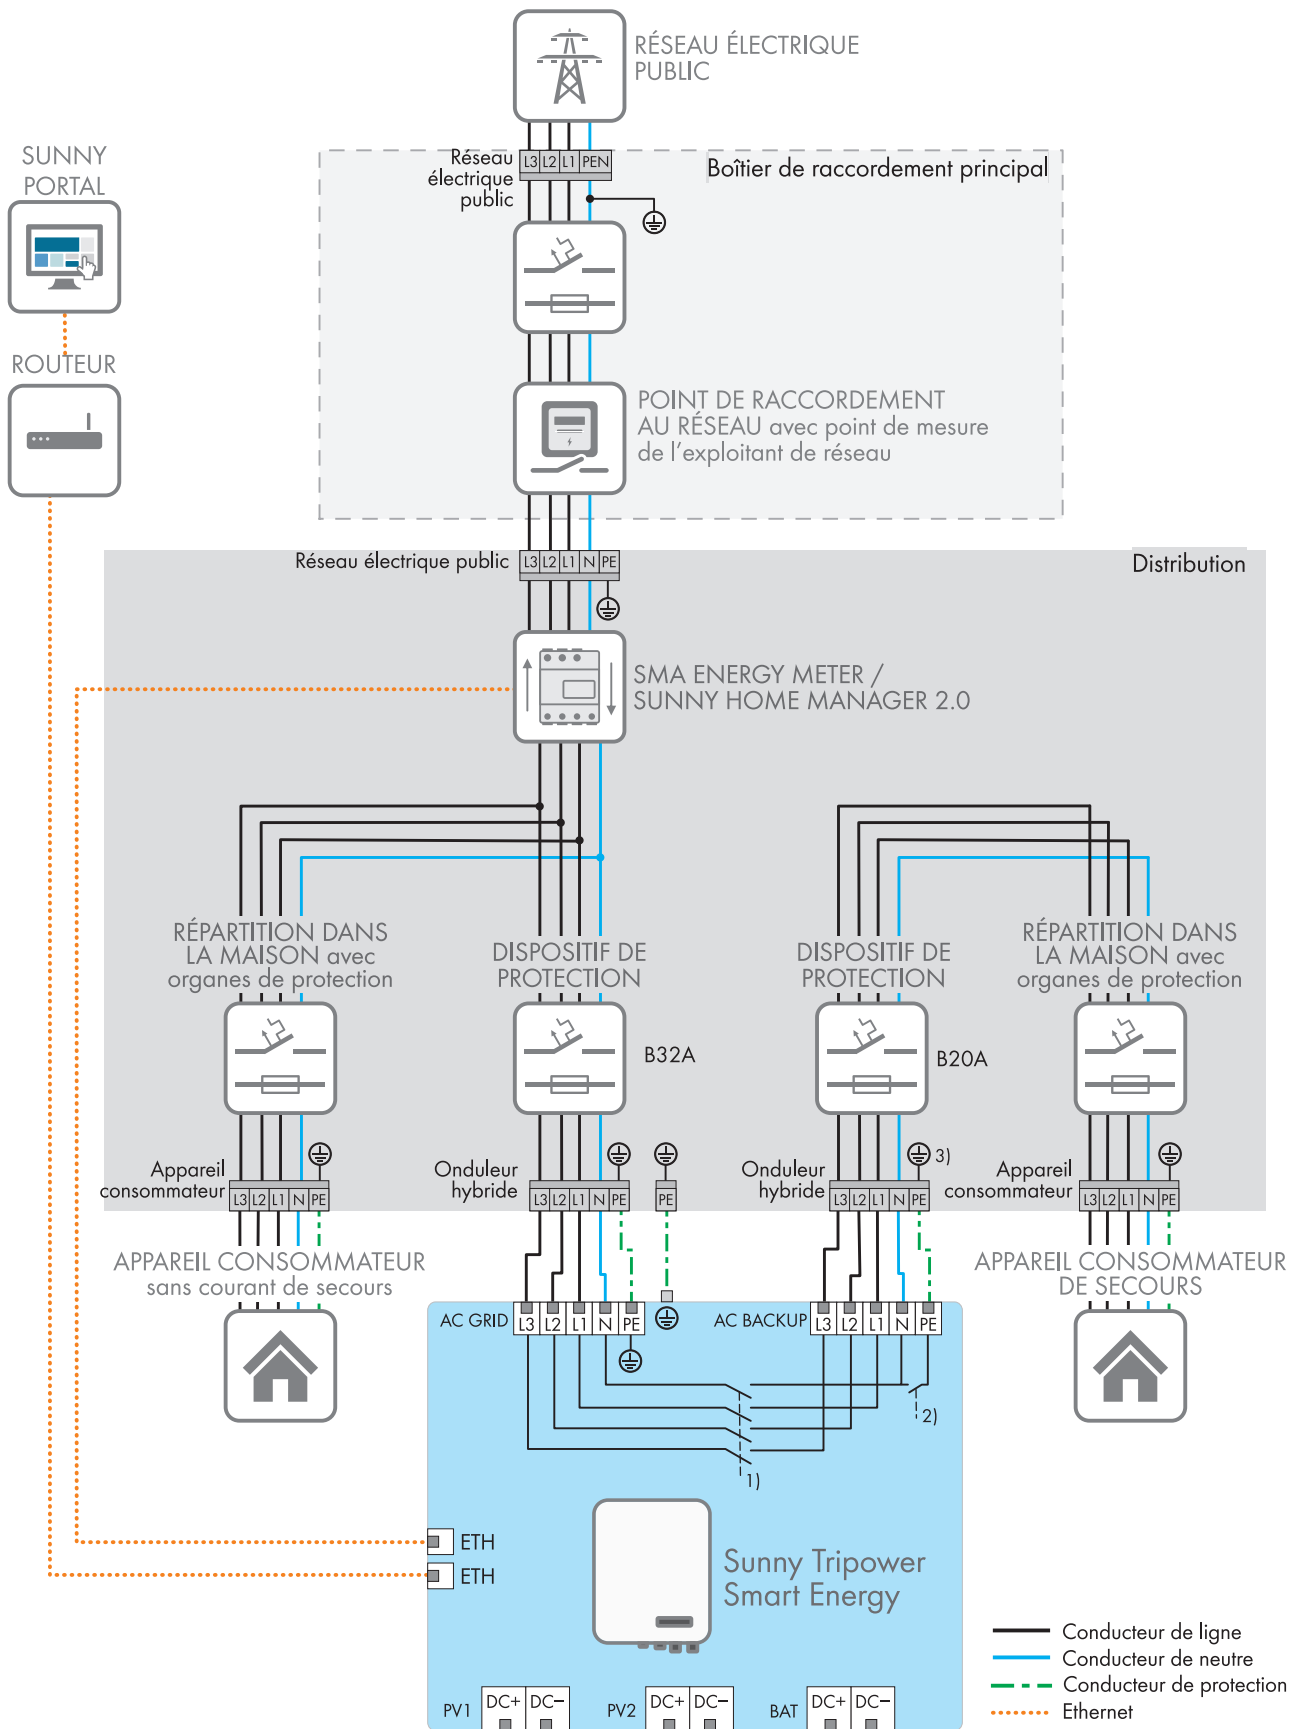 RÉSEAU ÉLECTRIQUE
PUBLIC
SUNNY
PORTAL
Réseau
électrique
public
L3 L2 L1 PEN
Boîtier de raccordement principal
ROUTEUR
POINT DE RACCORDEMENT
AU RÉSEAU avec point de mesure
de l'exploitant de réseau
Réseau électrique public
L3 L2 L1 N PE
Distribution
SMA ENERGY METER /
SUNNY HOME MANAGER 2.0
RÉPARTITION DANS
LA MAISON avec
organes de protection
DISPOSITIF DE
PROTECTION
DISPOSITIF DE
PROTECTION
RÉPARTITION DANS
LA MAISON avec
organes de protection
B32A
B20A
Appareil
consommateur
L3 L2 L1 N PE
Onduleur
hybride
L3 L2 L1 N PE
PE
Onduleur
hybride
L3 L2 L1 N PE
3)
Appareil
consommateur
L3 L2 L1 N PE
APPAREIL CONSOMMATEUR
sans courant de secours
APPAREIL CONSOMMATEUR
DE SECOURS
AC GRID
L3 L2 L1 N PE
AC BACKUP
L3 L2 L1 N PE
2)
1)
ETH
ETH
Sunny Tripower
Smart Energy
PV1 DC+ DC−
PV2 DC+ DC−
BAT DC+ DC−
Conducteur de ligne
Conducteur de neutre
Conducteur de protection
Ethernet